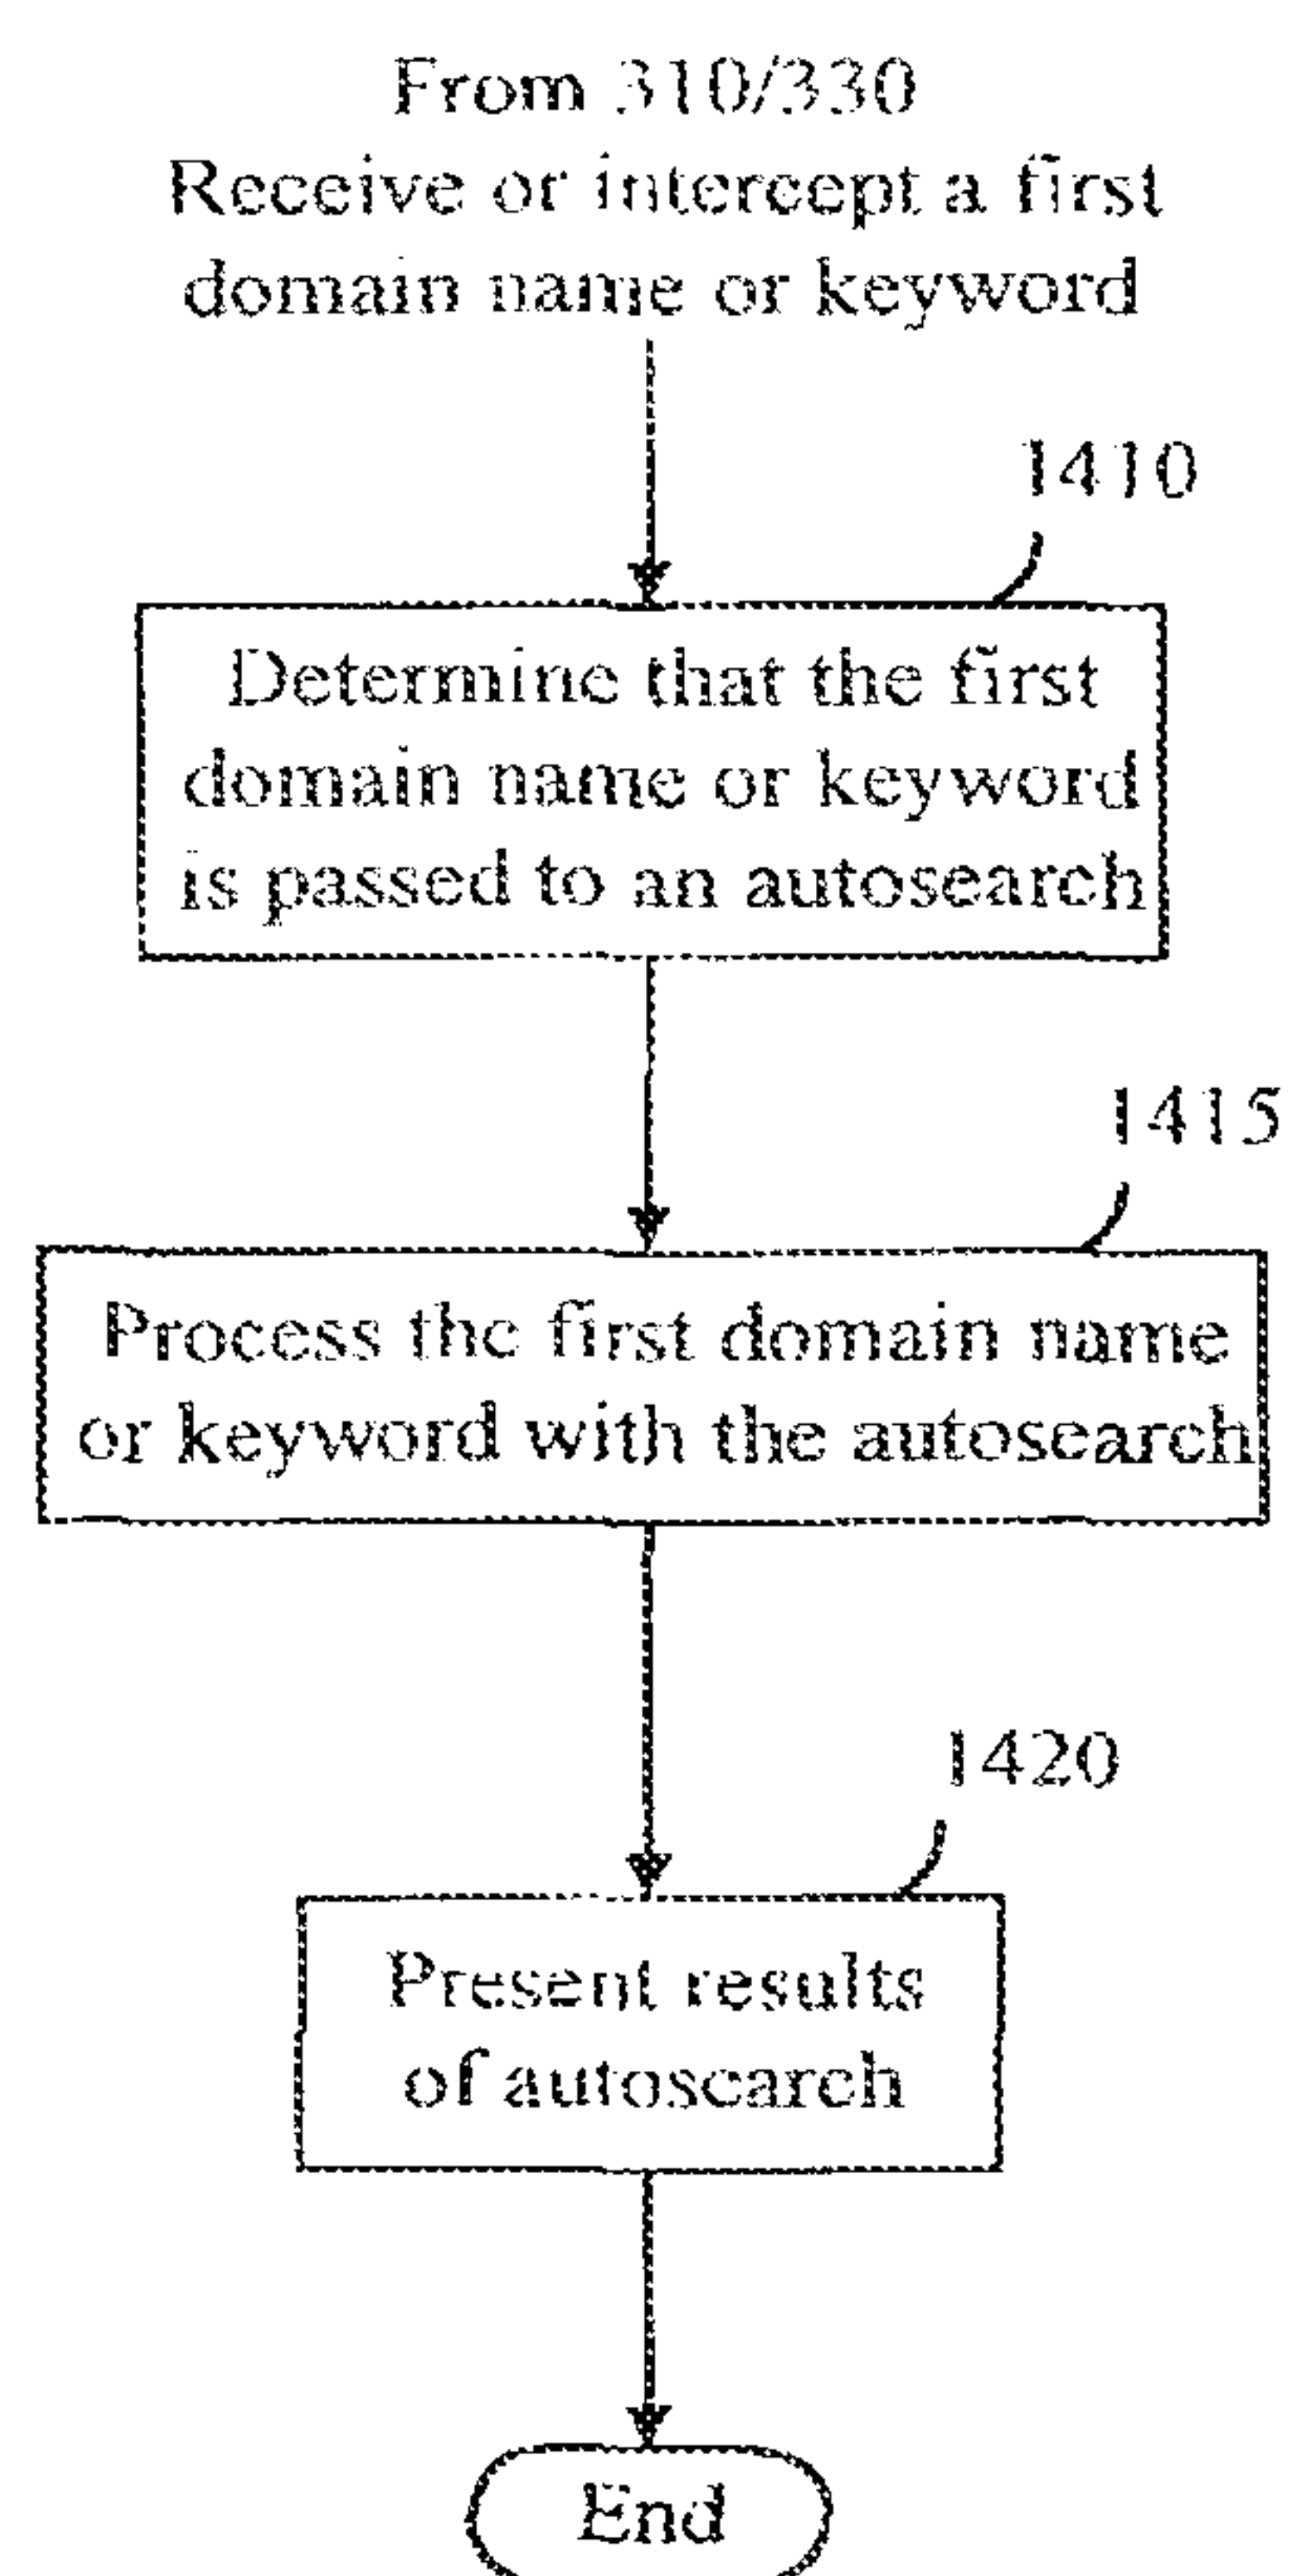 From 310/330
Receive or intercept a first
domain name or keyword
1410
Determine that the first
domain name or keyword
is passed to an autosearch
1415
Process the first domain name
or keyword with the autosearch
1420
Present results
of autosearch
End